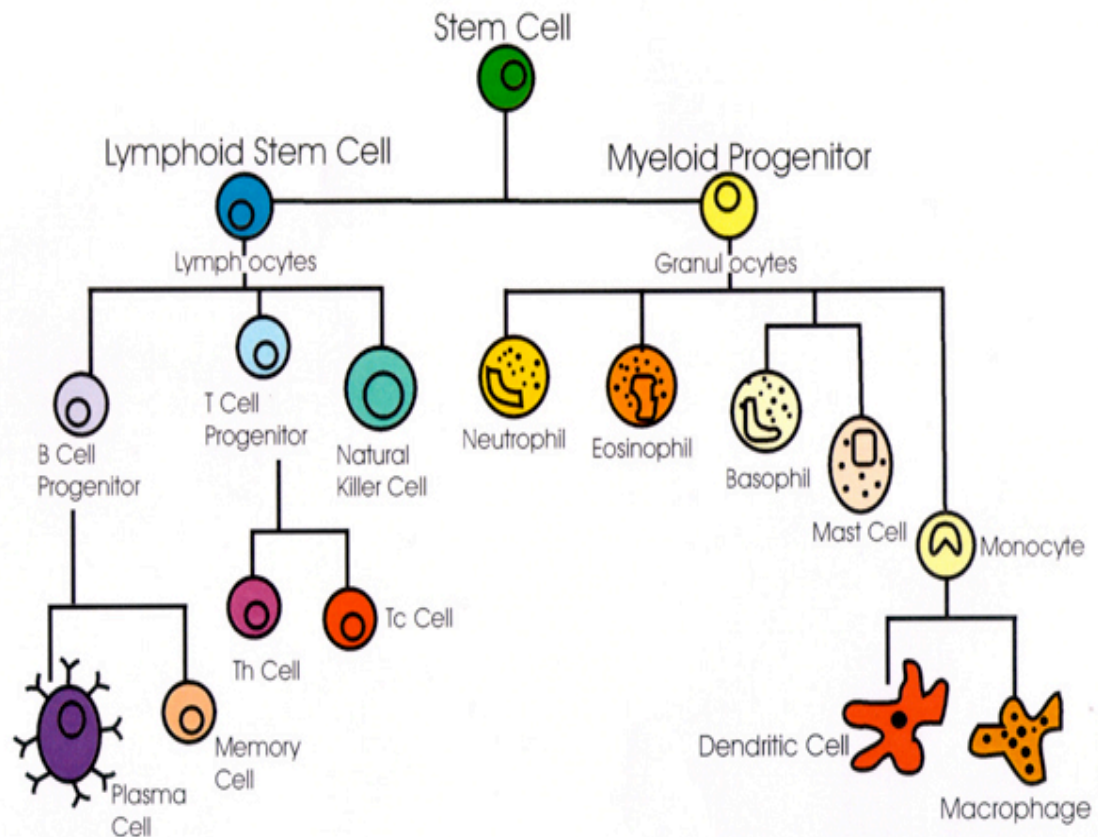 Stem Cell
Lymphoid Stem Cell
Myeloid Progenitor
Lymph ocytes
Granul ocytes
B Cell
Progenitor
T Cell
Progenitor
Natural
Killer Cell
Neutrophil
Eosinophil
Basophil
Mast Cell
Monocyte
Th Cell
Tc Cell
Plasma
Cell
Memory
Cell
Dendritic Cell
Macrophage